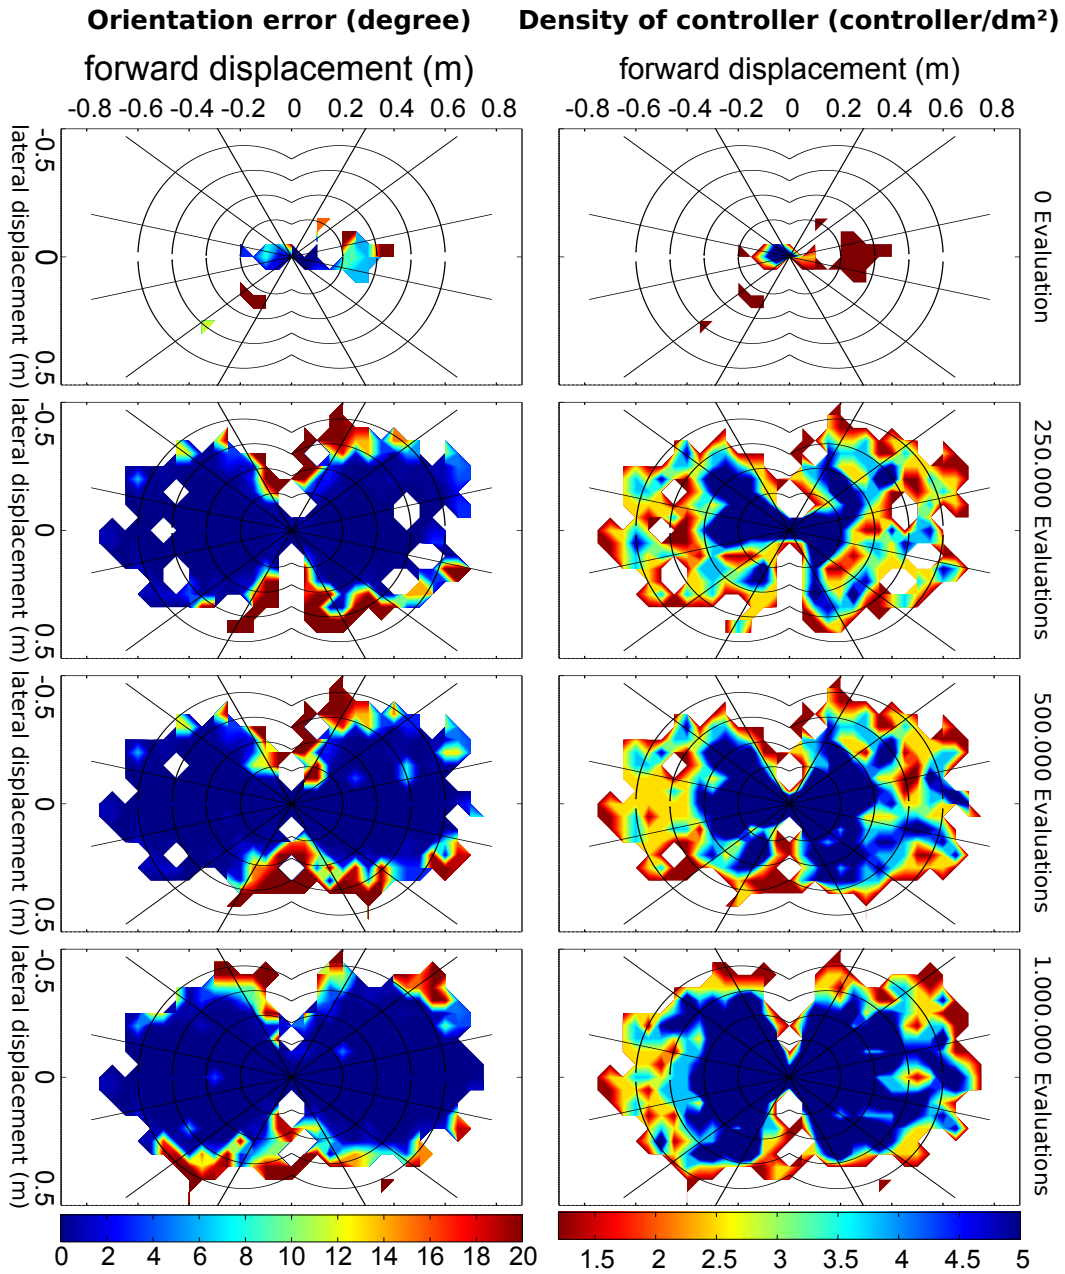 Orientation error (degree)
Density of controller (controller/dm²)
forward displacement (m)
forward displacement (m)
-0.8 -0.6 -0.4 -0.2 0 0.2 0.4 0.6 0.8
-0.8 -0.6 -0.4 -0.2 0 0.2 0.4 0.6 0.8
-0.5 0 0.5
lateral displacement (m)
0 Evaluation
-0.5 0 0.5
lateral displacement (m)
250.000 Evaluations
-0.5 0 0.5
lateral displacement (m)
500.000 Evaluations
-0.5 0 0.5
lateral displacement (m)
1.000.000 Evaluations
0 2 4 6 8 10 12 14 16 18 20
1.5 2 2.5 3 3.5 4 4.5 5